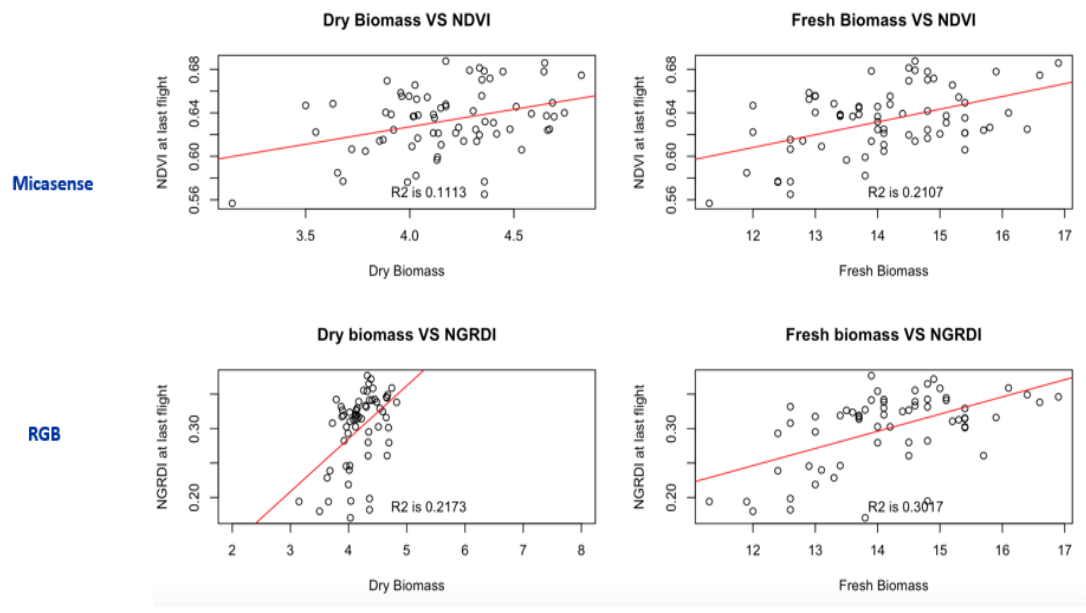 Dry Biomass VS NDVI
NDVI at last flight
0.56 0.60 0.64 0.68
R2 is 0.1113
3.5 4.0 4.5
Dry Biomass
Fresh Biomass VS NDVI
NDVI at last flight
0.56 0.60 0.64 0.68
R2 is 0.2107
12 13 14 15 16 17
Fresh Biomass
Micasense
Dry biomass VS NGRDI
NGRDI at last flight
0.20 0.30
R2 is 0.2173
2 3 4 5 6 7 8
Dry Biomass
Fresh biomass VS NGRDI
NGRDI at last flight
0.20 0.30
R2 is 0.3017
12 13 14 15 16 17
Fresh Biomass
RGB